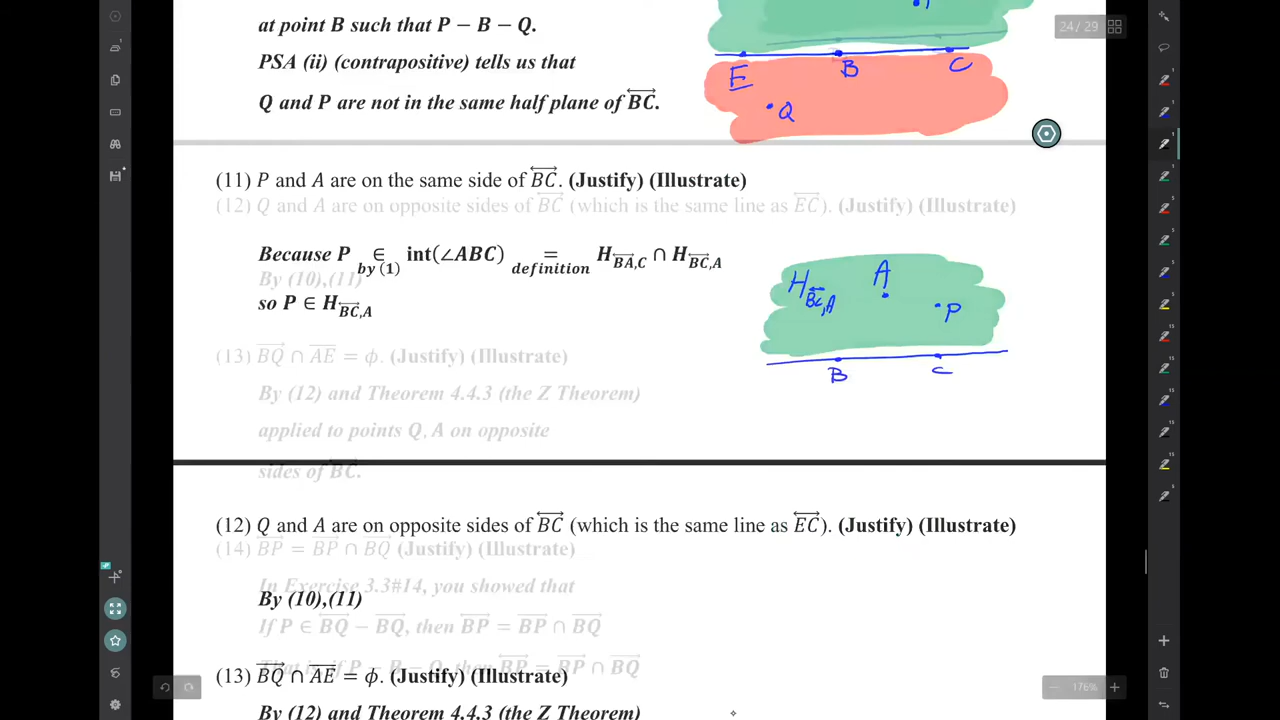 at point B such that P − B − Q.
PSA (ii) (contrapositive) tells us that
Q and P are not in the same half plane of B͞C͞.
E B C
Q
24 / 29
(11) P and A are on the same side of BC. (Justify) (Illustrate)
(12) Q and A are on opposite sides of BC (which is the same line as EC). (Justify) (Illustrate)
Because P ∈ by (1) int(∠ABC) = definition H BA,C ∩ H BC,A
By (10),(11)
so P ∈ H BC,A
H BC,A A P
B C
(13) BQ ∩ AE = ϕ. (Justify) (Illustrate)
By (12) and Theorem 4.4.3 (the Z Theorem)
applied to points Q, A on opposite
sides of BC.
(12) Q and A are on opposite sides of BC (which is the same line as EC). (Justify) (Illustrate)
(14) BP = BP ∩ BQ (Justify) (Illustrate)
In Exercise 3.3#14, you showed that
By (10),(11)
If P ∈ BQ − BQ, then BP = BP ∩ BQ
That is, if P − B − Q, then BP = BP ∩ BQ
(13) BQ ∩ AE = ϕ. (Justify) (Illustrate)
By (12) and Theorem 4.4.3 (the Z Theorem)
176%